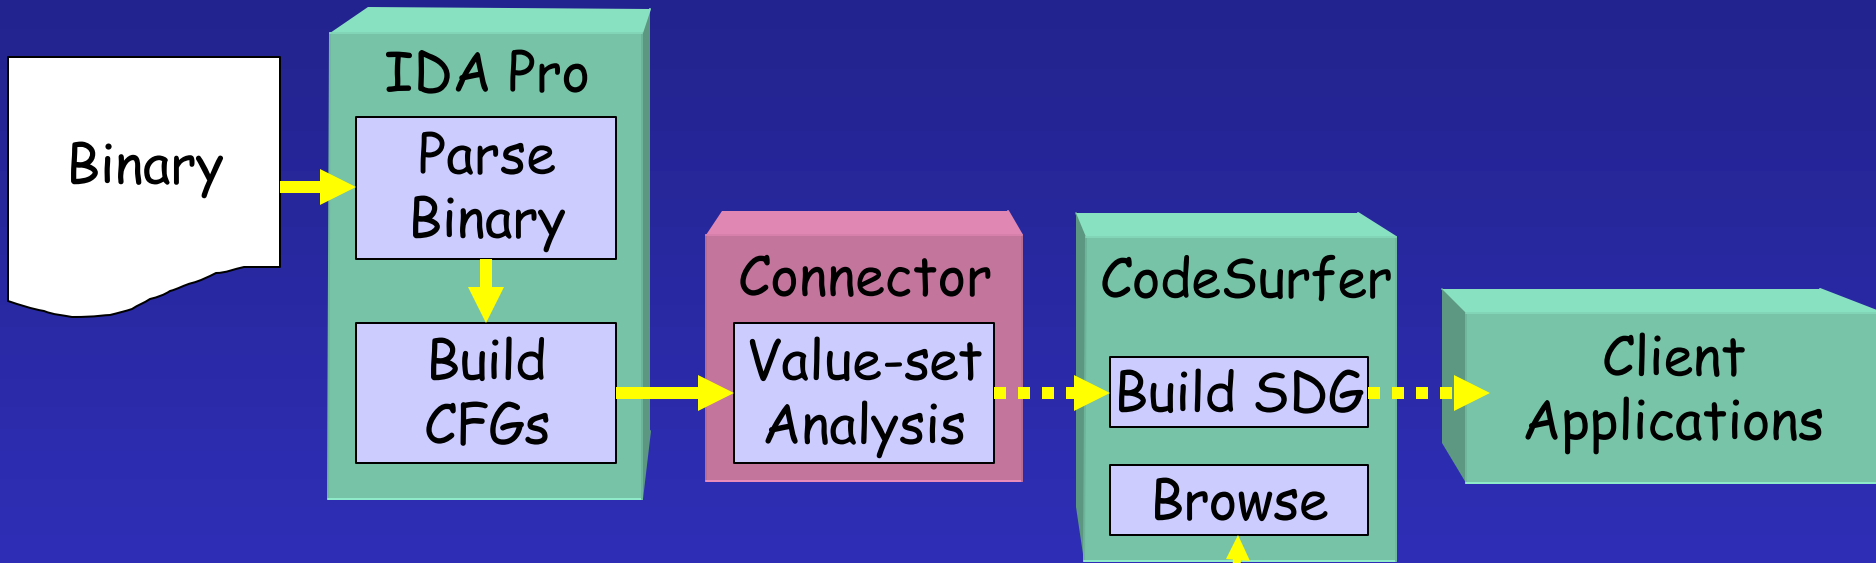 Binary
IDA Pro
Parse
Binary
Build
CFGs
Connector
Value-set
Analysis
CodeSurfer
Build SDG
Browse
Client
Applications